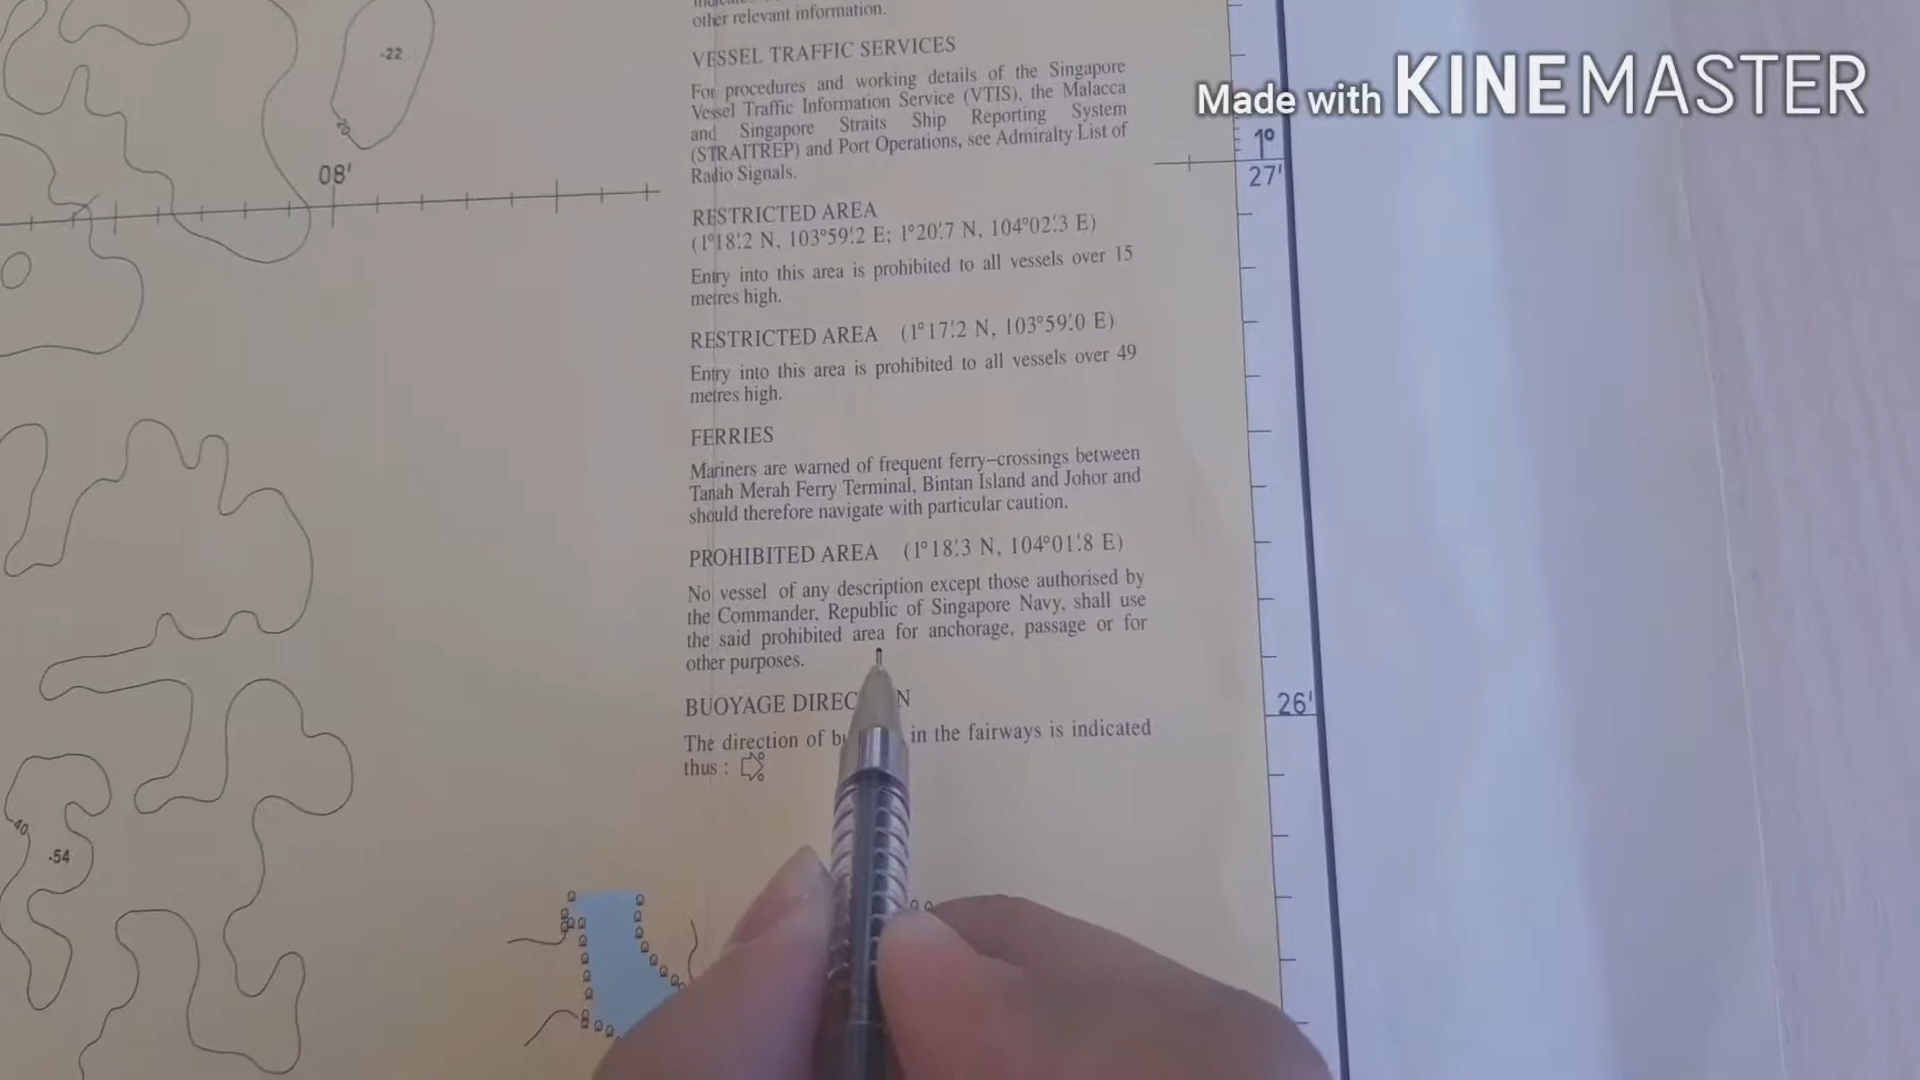 other relevant information.
VESSEL TRAFFIC SERVICES
For procedures and working details of the Singapore
Vessel Traffic Information Service (VTIS), the Malacca
and Singapore Straits Ship Reporting System
(STRAITREP) and Port Operations, see Admiralty List of
Radio Signals.
RESTRICTED AREA
(1°18'.2 N, 103°59'.2 E; 1°20'.7 N, 104°02'.3 E)
Entry into this area is prohibited to all vessels over 15
metres high.
RESTRICTED AREA (1°17'.2 N, 103°59'.0 E)
Entry into this area is prohibited to all vessels over 49
metres high.
FERRIES
Mariners are warned of frequent ferry–crossings between
Tanah Merah Ferry Terminal, Bintan Island and Johor and
should therefore navigate with particular caution.
PROHIBITED AREA (1°18'.3 N, 104°01'.8 E)
No vessel of any description except those authorised by
the Commander, Republic of Singapore Navy, shall use
the said prohibited area for anchorage, passage or for
other purposes.
BUOYAGE
The direction of in the fairways is indicated
thus :
Made with KINEMASTER
1°
27'
26'
08'
-22
20
40
-54